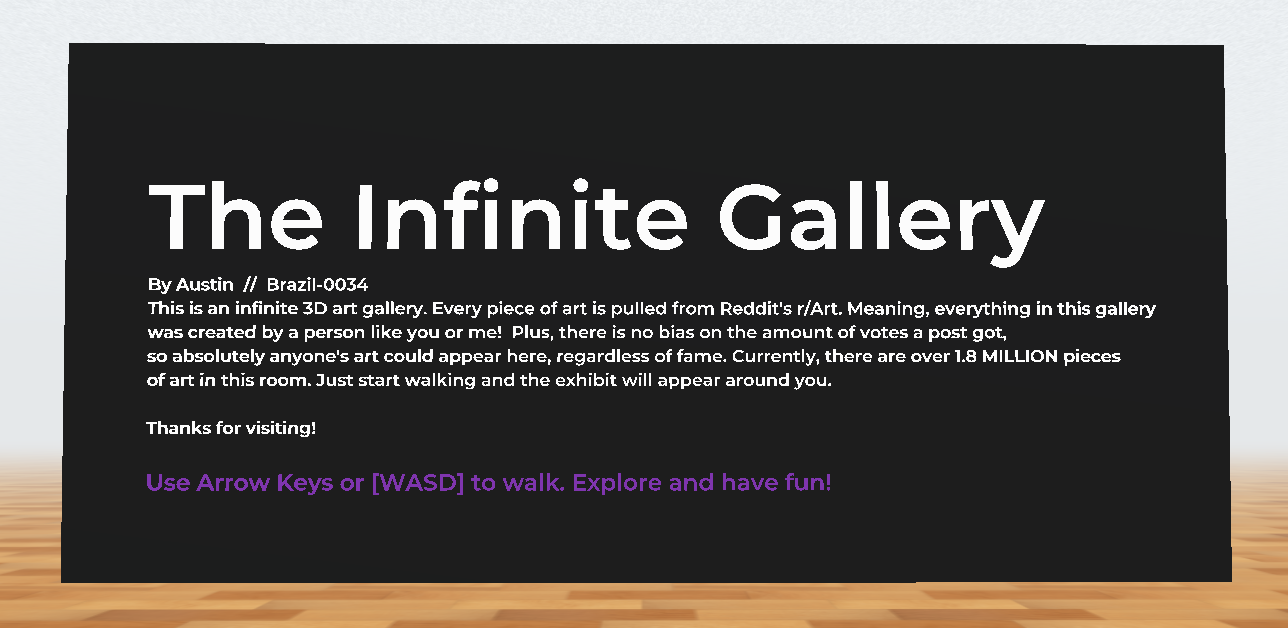 The Infinite Gallery
By Austin // Brazil-0034
This is an infinite 3D art gallery. Every piece of art is pulled from Reddit's r/Art. Meaning, everything in this gallery
was created by a person like you or me! Plus, there is no bias on the amount of votes a post got,
so absolutely anyone's art could appear here, regardless of fame. Currently, there are over 1.8 MILLION pieces
of art in this room. Just start walking and the exhibit will appear around you.
Thanks for visiting!
Use Arrow Keys or [WASD] to walk. Explore and have fun!